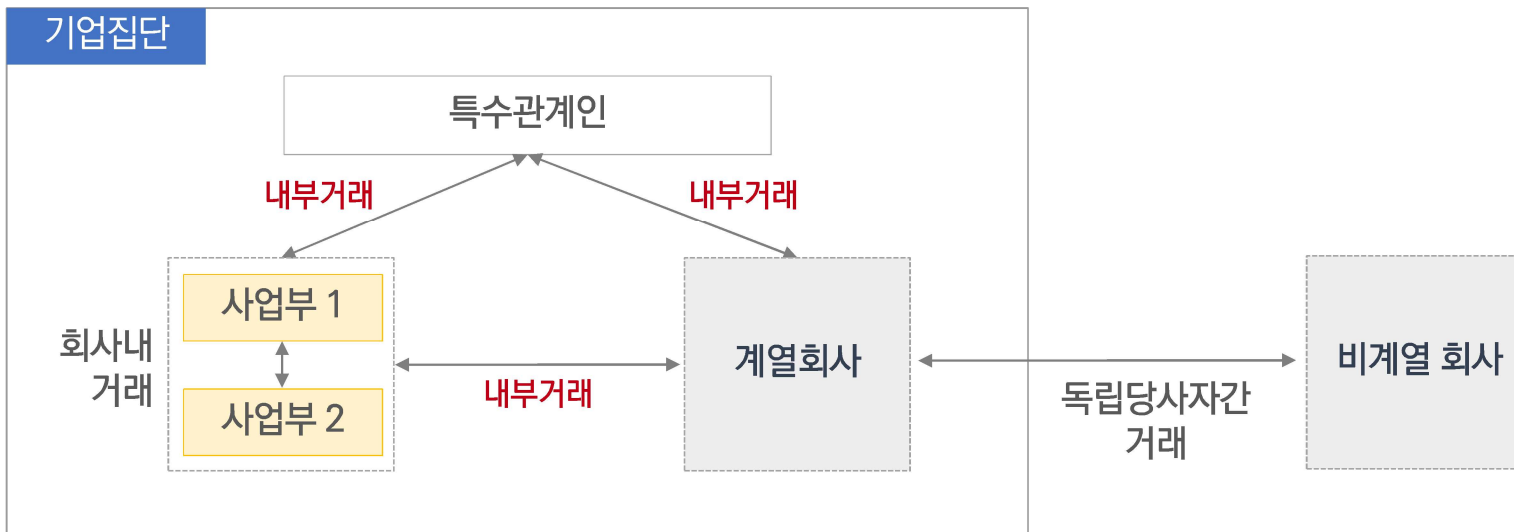 기업집단
특수관계인
내부거래
내부거래
사업부 1
회사내
거래
사업부 2
내부거래
계열회사
독립당사자간
거래
비계열 회사